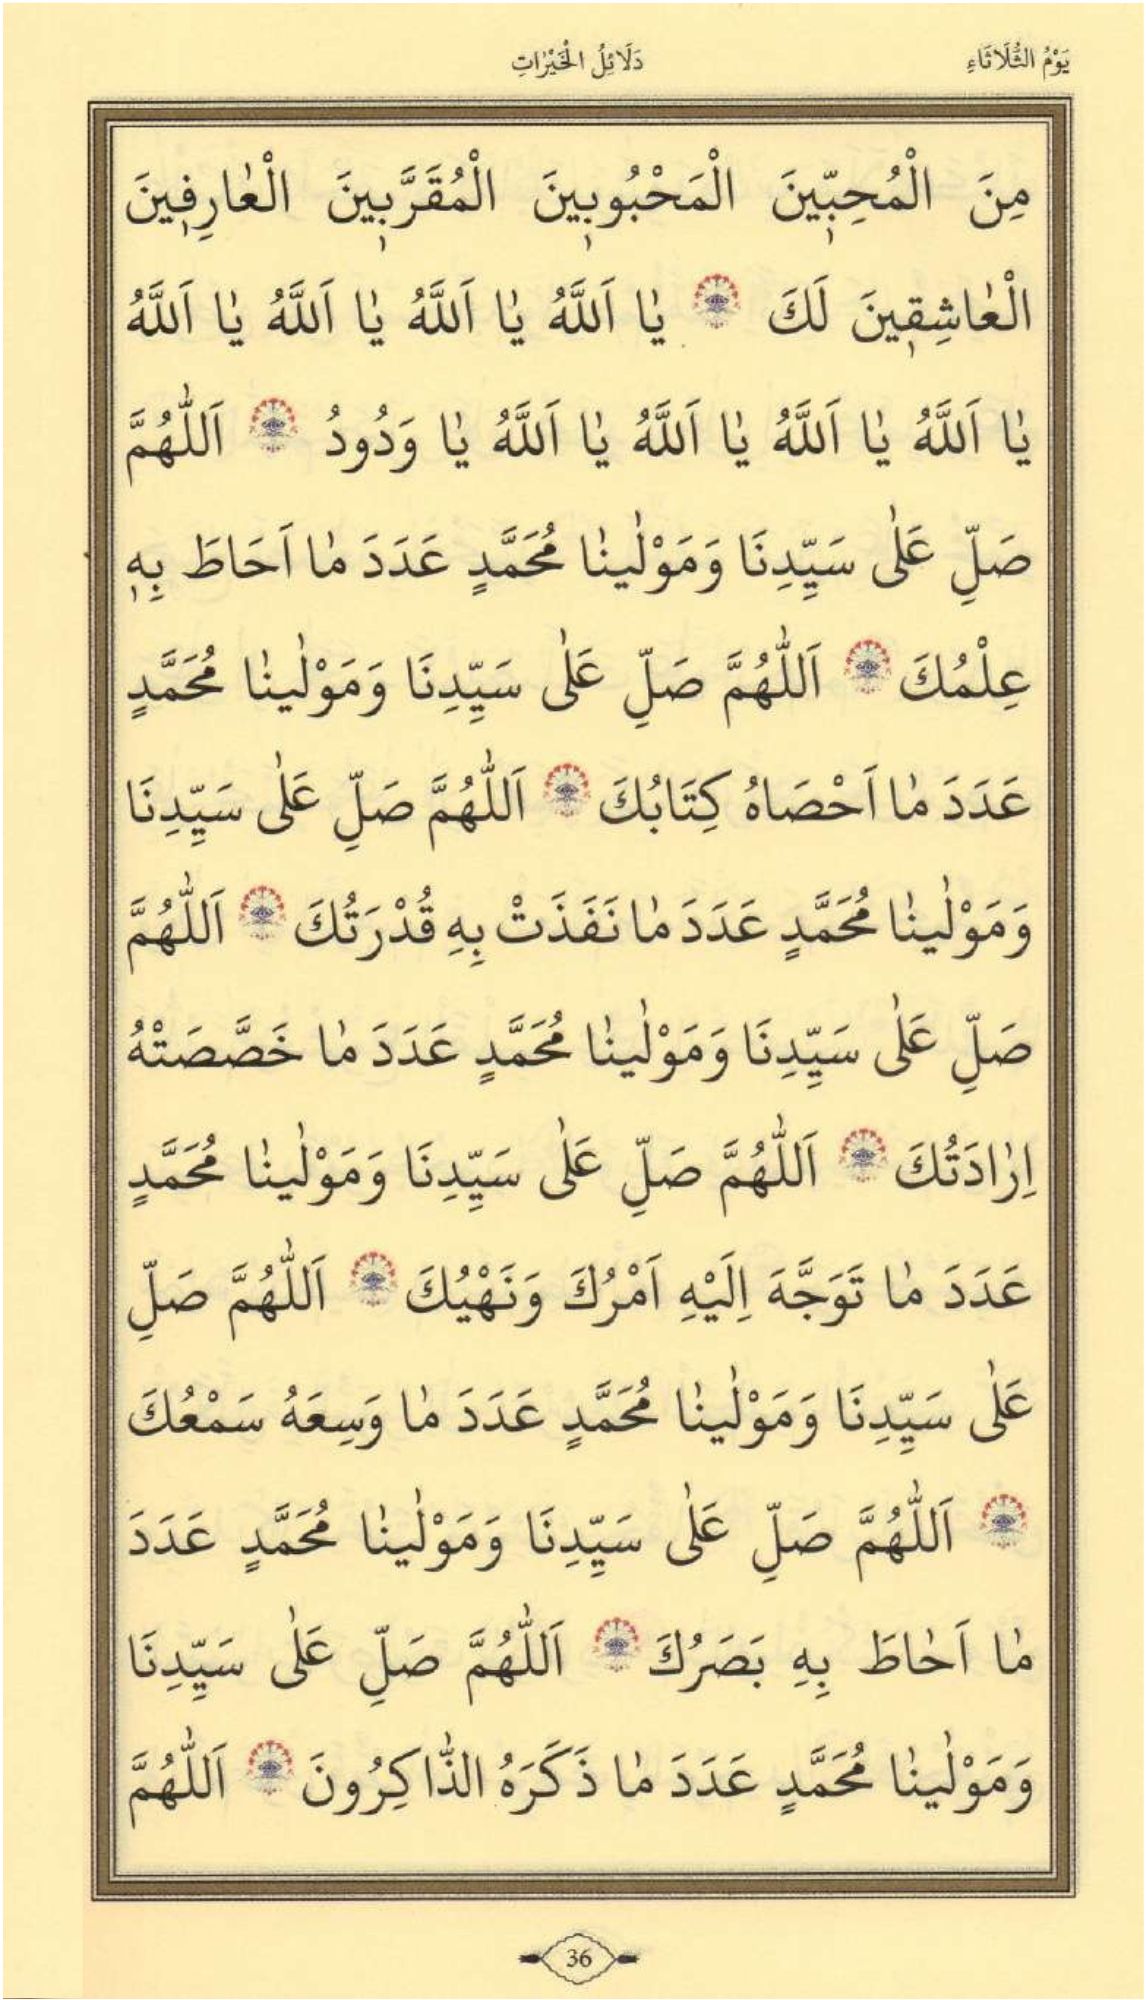 يَوْمُ الثُّلَاثَاءِ
دَلَائِلُ الْخَيْرَاتِ
مِنَ الْمُحِبِّينَ الْمَحْبُوبِينَ الْمُقَرَّبِينَ الْعٰارِفِينَ
الْعٰاشِقِينَ لَكَ يٰا اَللَّهُ يٰا اَللَّهُ يٰا اَللَّهُ يٰا اَللَّهُ
يٰا اَللَّهُ يٰا اَللَّهُ يٰا اَللَّهُ يٰا اَللَّهُ يٰا وَدُودُ اَللّٰهُمَّ
صَلِّ عَلٰى سَيِّدِنَا وَمَوْلٰينٰا مُحَمَّدٍ عَدَدَ مٰا اَحَاطَ بِهٖ
عِلْمُكَ اَللّٰهُمَّ صَلِّ عَلٰى سَيِّدِنَا وَمَوْلٰينٰا مُحَمَّدٍ
عَدَدَ مٰا اَحْصَاهُ كِتَابُكَ اَللّٰهُمَّ صَلِّ عَلٰى سَيِّدِنَا
وَمَوْلٰينٰا مُحَمَّدٍ عَدَدَ مٰا نَفَذَتْ بِهِ قُدْرَتُكَ اَللّٰهُمَّ
صَلِّ عَلٰى سَيِّدِنَا وَمَوْلٰينٰا مُحَمَّدٍ عَدَدَ مٰا خَصَّصَتْهُ
اِرٰادَتُكَ اَللّٰهُمَّ صَلِّ عَلٰى سَيِّدِنَا وَمَوْلٰينٰا مُحَمَّدٍ
عَدَدَ مٰا تَوَجَّهَ اِلَيْهِ اَمْرُكَ وَنَهْيُكَ اَللّٰهُمَّ صَلِّ
عَلٰى سَيِّدِنَا وَمَوْلٰينٰا مُحَمَّدٍ عَدَدَ مٰا وَسِعَهُ سَمْعُكَ
اَللّٰهُمَّ صَلِّ عَلٰى سَيِّدِنَا وَمَوْلٰينٰا مُحَمَّدٍ عَدَدَ
مٰا اَحٰاطَ بِهِ بَصَرُكَ اَللّٰهُمَّ صَلِّ عَلٰى سَيِّدِنَا
وَمَوْلٰينٰا مُحَمَّدٍ عَدَدَ مٰا ذَكَرَهُ الذّٰاكِرُونَ اَللّٰهُمَّ
36